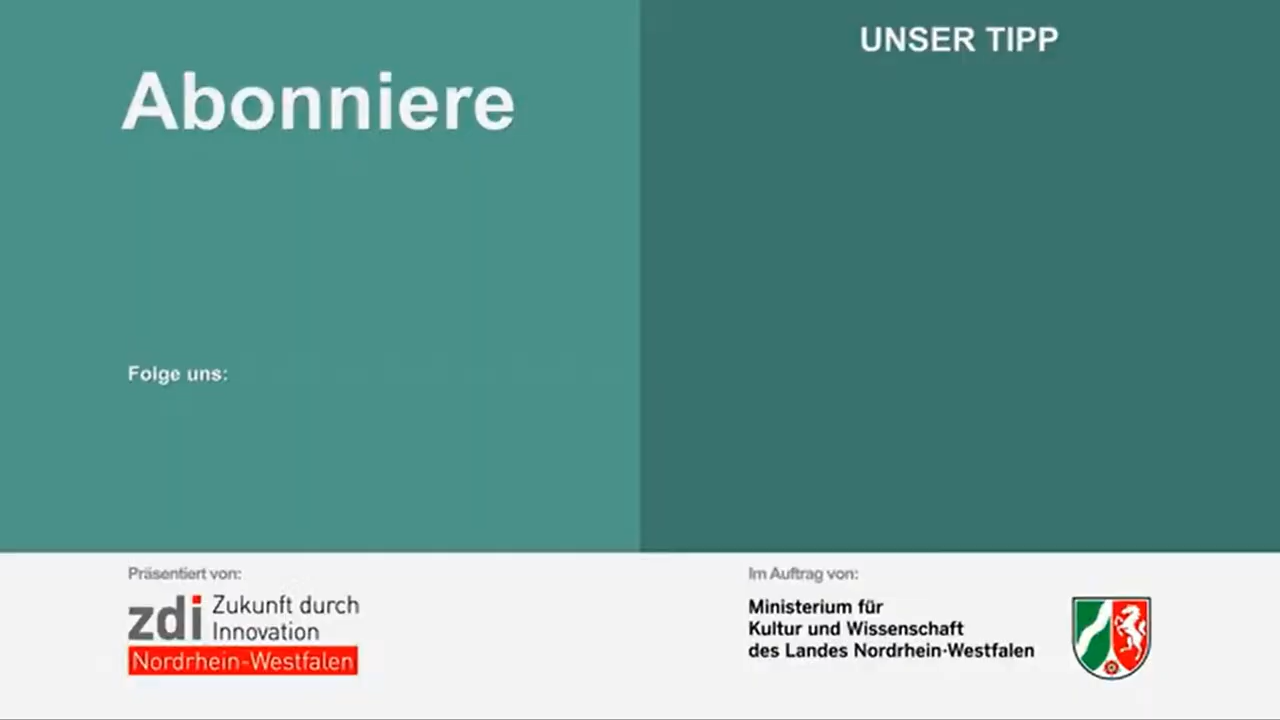 Abonniere
Folge uns:
UNSER TIPP
Präsentiert von:
zdi Zukunft durch
Innovation
Nordrhein-Westfalen
Im Auftrag von:
Ministerium für
Kultur und Wissenschaft
des Landes Nordrhein-Westfalen